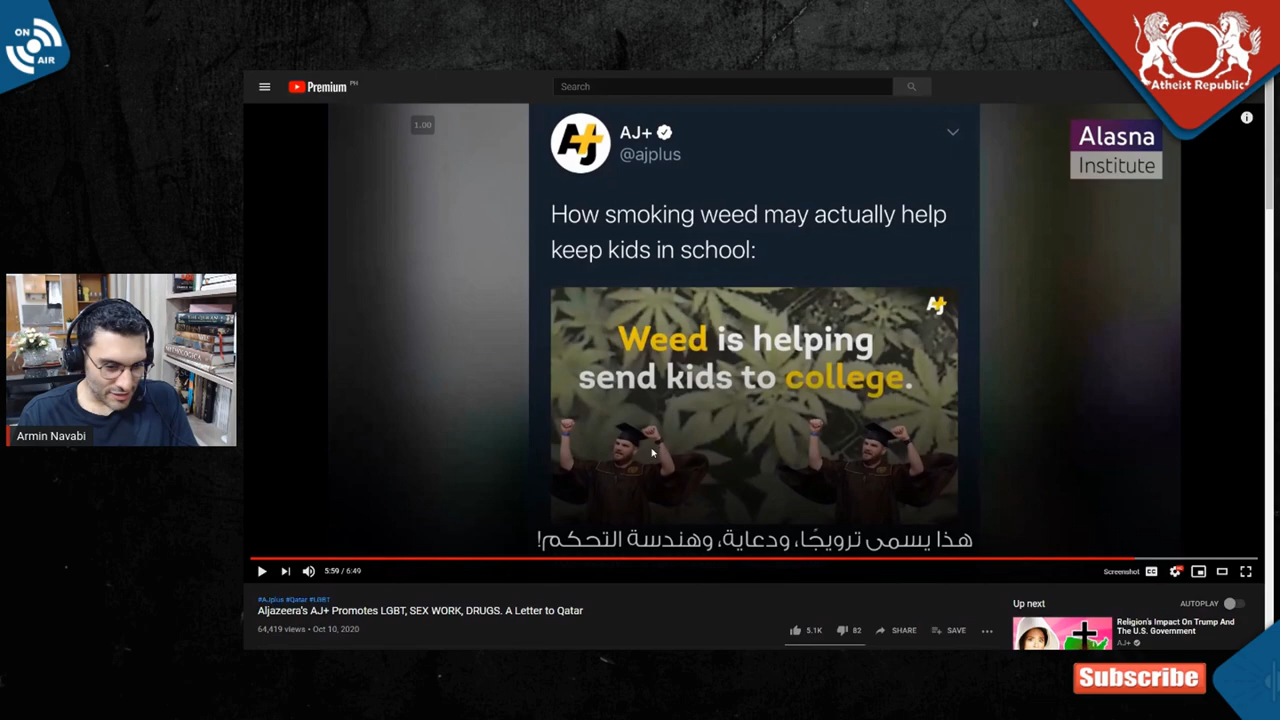 ON
AIR
Premium PH
Search
Atheist Republic
1.00
AJ+
@ajplus
Alasna
Institute
How smoking weed may actually help
keep kids in school:
Weed is helping
send kids to college.
هذا يسمى ترويجًا، ودعاية، وهندسة التحكم!
Armin Navabi
5:59 / 6:49
Screenshot
CC
#AJplus #Qatar #LGBT
Aljazeera's AJ+ Promotes LGBT, SEX WORK, DRUGS. A Letter to Qatar
64,419 views • Oct 10, 2020
5.1K
82
SHARE
SAVE
Up next
AUTOPLAY
Religion's Impact On Trump And
The U.S. Government
AJ+
Subscribe